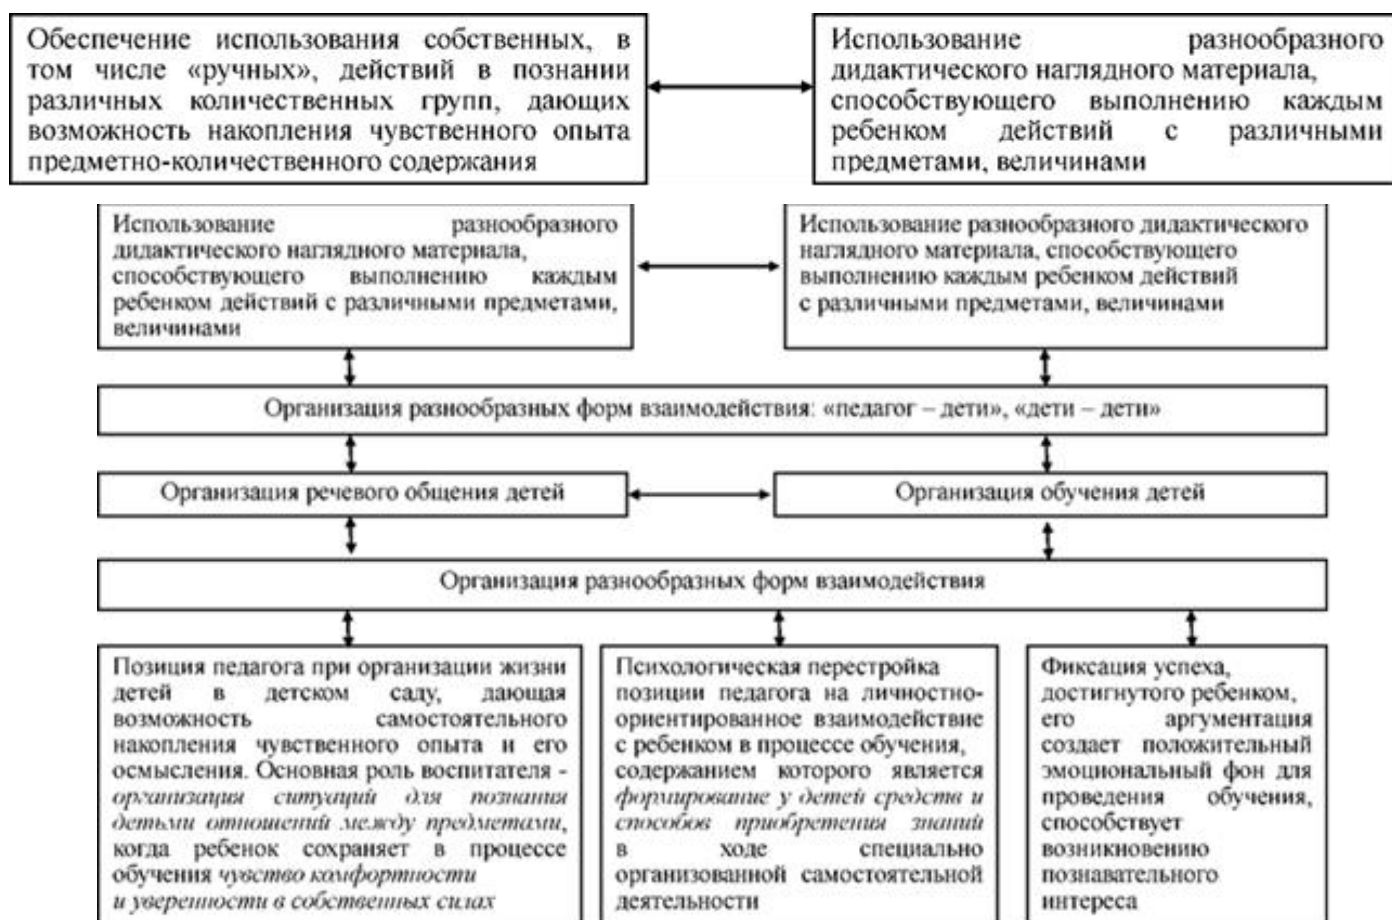 Обеспечение использования собственных, в
том числе «ручных», действий в познании
различных количественных групп, дающих
возможность накопления чувственного опыта
предметно-количественного содержания
Использование разнообразного
дидактического наглядного материала,
способствующего выполнению каждым
ребенком действий с различными
предметами, величинами
Использование разнообразного
дидактического наглядного материала,
способствующего выполнению каждым
ребенком действий с различными предметами,
величинами
Использование разнообразного дидактического
наглядного материала, способствующего
выполнению каждым ребенком действий
с различными предметами, величинами
Организация разнообразных форм взаимодействия: «педагог – дети», «дети – дети»
Организация речевого общения детей
Организация обучения детей
Организация разнообразных форм взаимодействия
Позиция педагога при организации жизни
детей в детском саду, дающая
возможность самостоятельного
накопления чувственного опыта и его
осмысления. Основная роль воспитателя -
организация ситуаций для познания
детьми отношений между предметами,
когда ребенок сохраняет в процессе
обучения чувство комфортности
и уверенности в собственных силах
Психологическая перестройка
позиции педагога на личностно-
ориентированное взаимодействие
с ребенком в процессе обучения,
содержанием которого является
формирование у детей средств и
способов приобретения знаний
в ходе специально
организованной самостоятельной
деятельности
Фиксация успеха,
достигнутого ребенком,
его аргументация
создает положительный
эмоциональный фон для
проведения обучения,
способствует
возникновению
познавательного
интереса